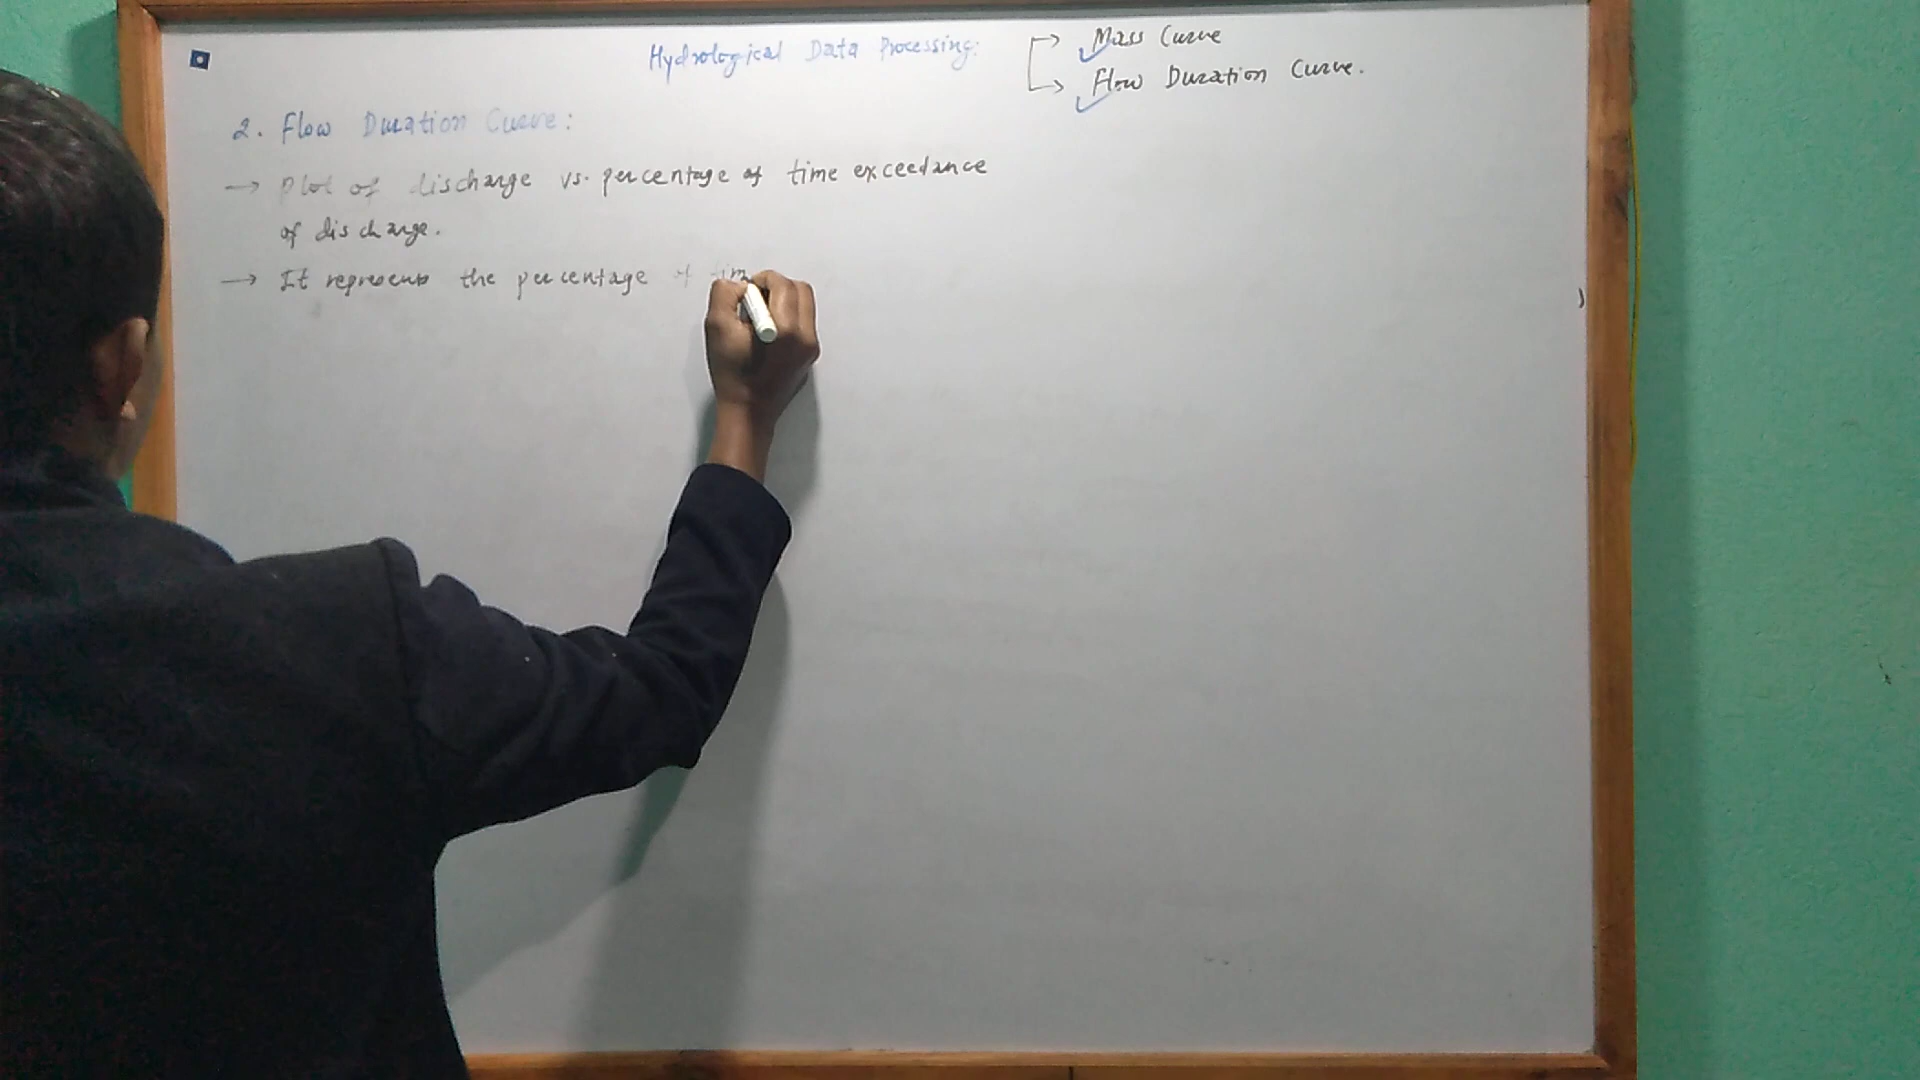 Hydrological Data Processing:
Mass Curve
Flow Duration Curve.
2. Flow Duration Curve:
→ Plot of discharge vs. percentage of time exceedance
of discharge.
→ It represents the percentage of tim